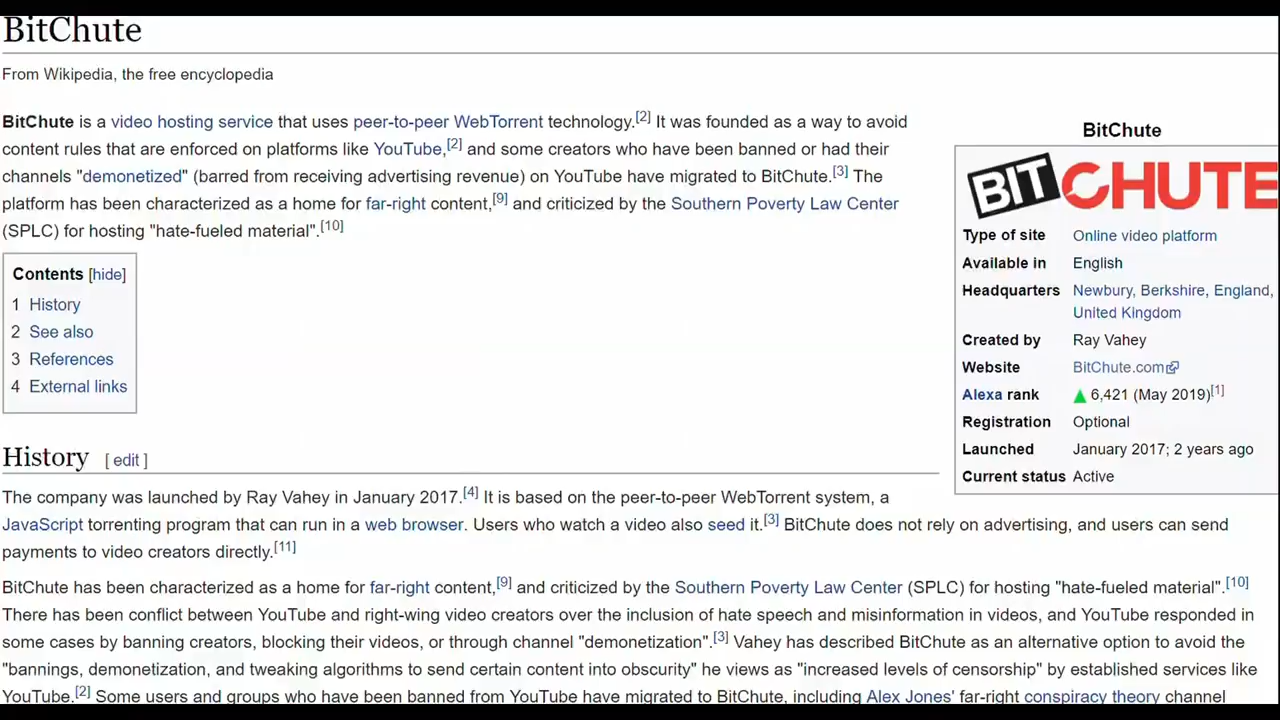 BitChute
From Wikipedia, the free encyclopedia
BitChute is a video hosting service that uses peer-to-peer WebTorrent technology.[2] It was founded as a way to avoid
content rules that are enforced on platforms like YouTube,[2] and some creators who have been banned or had their
channels "demonetized" (barred from receiving advertising revenue) on YouTube have migrated to BitChute.[3] The
platform has been characterized as a home for far-right content,[9] and criticized by the Southern Poverty Law Center
(SPLC) for hosting "hate-fueled material".[10]
Contents [hide]
1 History
2 See also
3 References
4 External links
BitChute
BITCHUTE
Type of site Online video platform
Available in English
Headquarters Newbury, Berkshire, England,
United Kingdom
Created by Ray Vahey
Website BitChute.com
Alexa rank ▲ 6,421 (May 2019)[1]
Registration Optional
Launched January 2017; 2 years ago
Current status Active
History [ edit ]
The company was launched by Ray Vahey in January 2017.[4] It is based on the peer-to-peer WebTorrent system, a
JavaScript torrenting program that can run in a web browser. Users who watch a video also seed it.[3] BitChute does not rely on advertising, and users can send
payments to video creators directly.[11]
BitChute has been characterized as a home for far-right content,[9] and criticized by the Southern Poverty Law Center (SPLC) for hosting "hate-fueled material".[10]
There has been conflict between YouTube and right-wing video creators over the inclusion of hate speech and misinformation in videos, and YouTube responded in
some cases by banning creators, blocking their videos, or through channel "demonetization".[3] Vahey has described BitChute as an alternative option to avoid the
"bannings, demonetization, and tweaking algorithms to send certain content into obscurity" he views as "increased levels of censorship" by established services like
YouTube.[2] Some users and groups who have been banned from YouTube have migrated to BitChute, including Alex Jones' far-right conspiracy theory channel